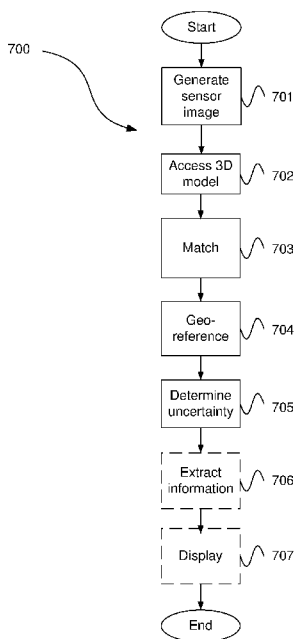 Start
700
Generate
sensor
image
701
Access 3D
model
702
Match
703
Geo-
reference
704
Determine
uncertainty
705
Extract
information
706
Display
707
End